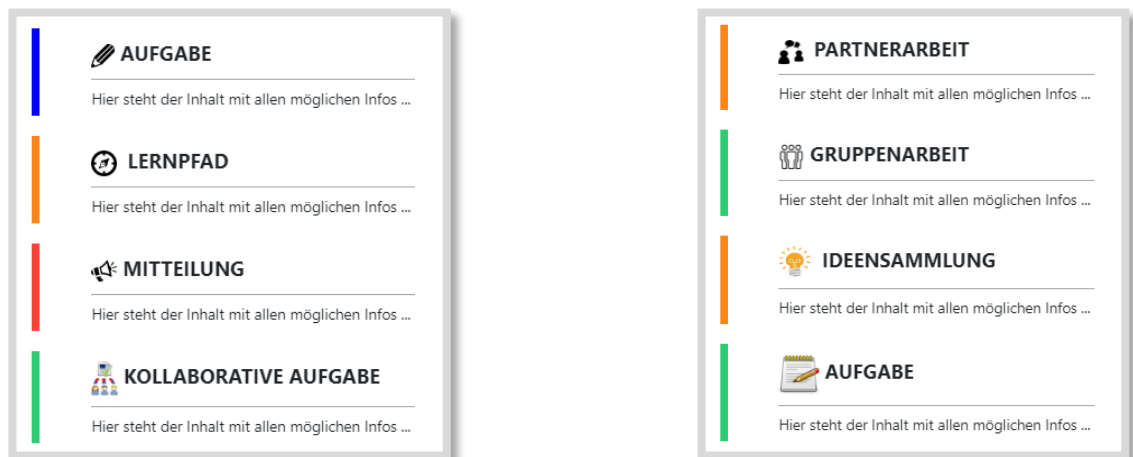 AUFGABE
Hier steht der Inhalt mit allen möglichen Infos ...
LERNPFAD
Hier steht der Inhalt mit allen möglichen Infos ...
MITTEILUNG
Hier steht der Inhalt mit allen möglichen Infos ...
KOLLABORATIVE AUFGABE
Hier steht der Inhalt mit allen möglichen Infos ...
PARTNERARBEIT
Hier steht der Inhalt mit allen möglichen Infos ...
GRUPPENARBEIT
Hier steht der Inhalt mit allen möglichen Infos ...
IDEENSAMMLUNG
Hier steht der Inhalt mit allen möglichen Infos ...
AUFGABE
Hier steht der Inhalt mit allen möglichen Infos ...